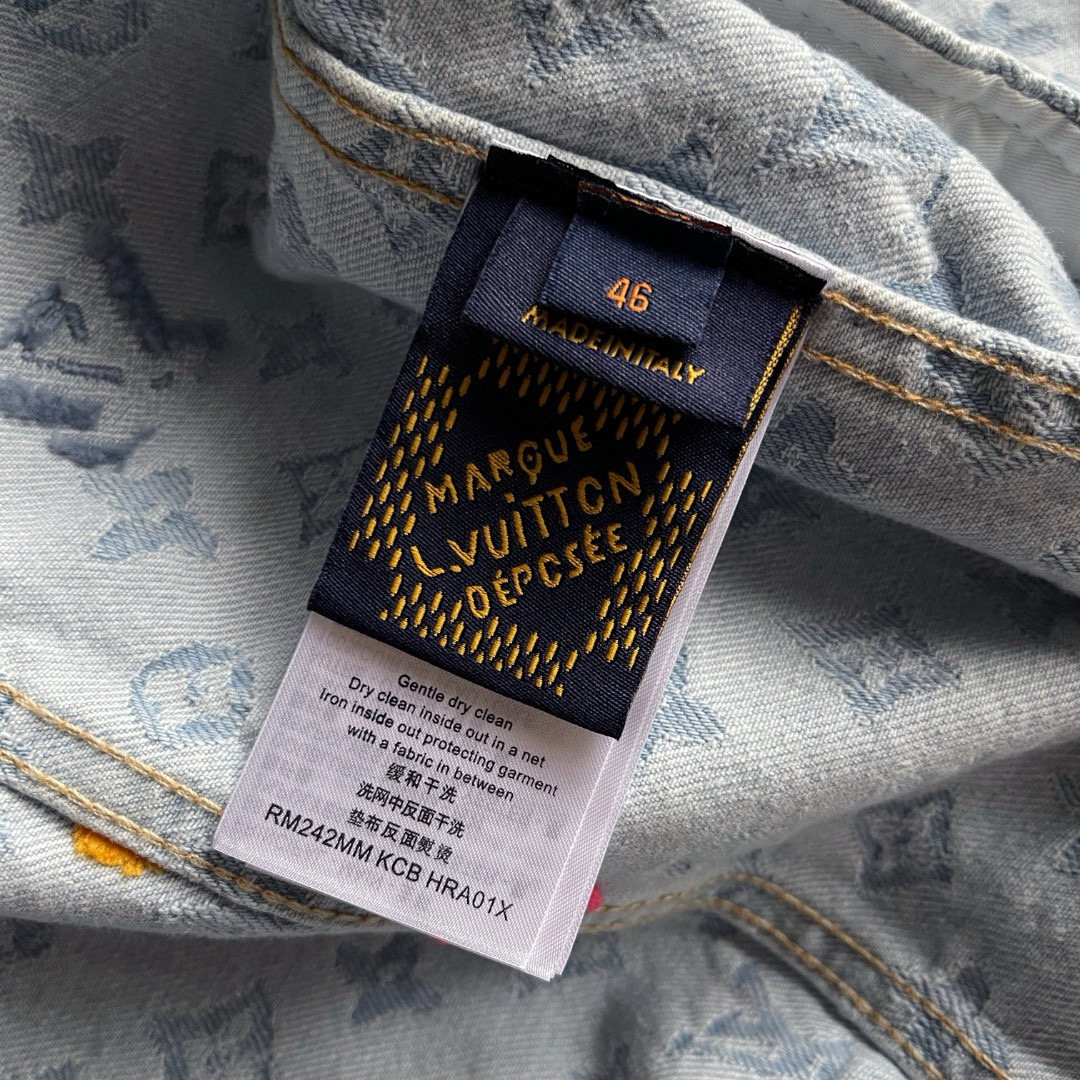 46
MADEINITALY
MARQUE
L.VUiTTON
DÉPOSÉE
Gentle dry clean
Dry clean inside out in a net
Iron inside out protecting garment
with a fabric in between
缓和干洗
洗网中反面干洗
垫布反面熨烫
RM242MM KCB HRA01X